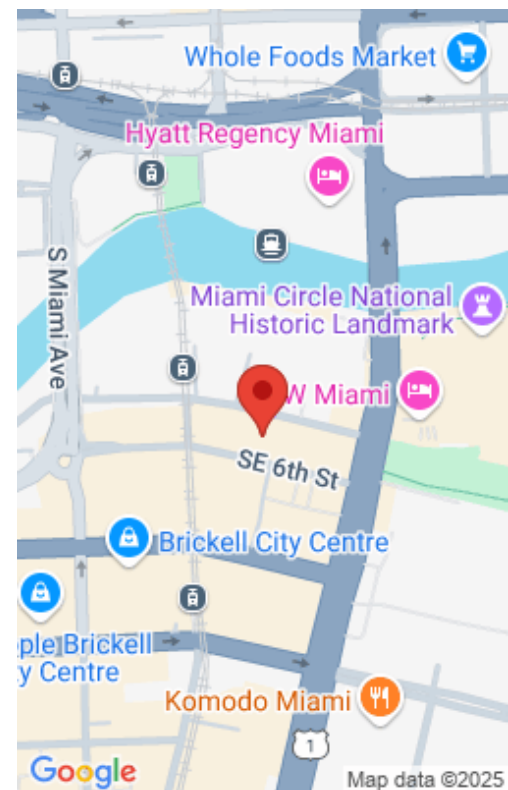 Whole Foods Market
Hyatt Regency Miami
S Miami Ave
Miami Circle National
Historic Landmark
W Miami
SE 6th St
Brickell City Centre
ple Brickell
y Centre
Komodo Miami
1
Google
Map data ©2025